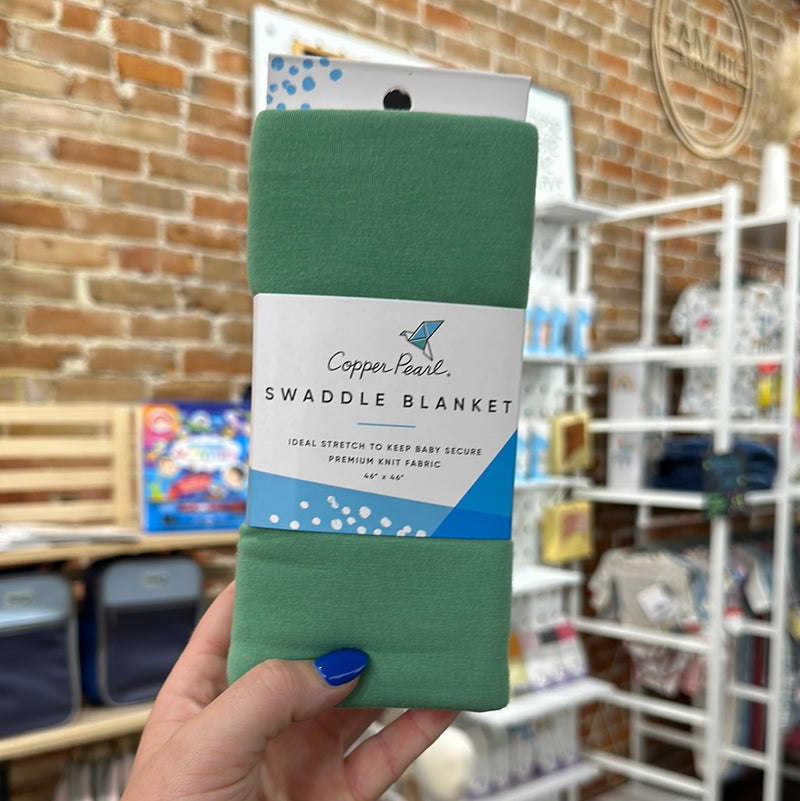 Copper Pearl®
SWADDLE BLANKET
IDEAL STRETCH TO KEEP BABY SECURE
PREMIUM KNIT FABRIC
46" x 46"